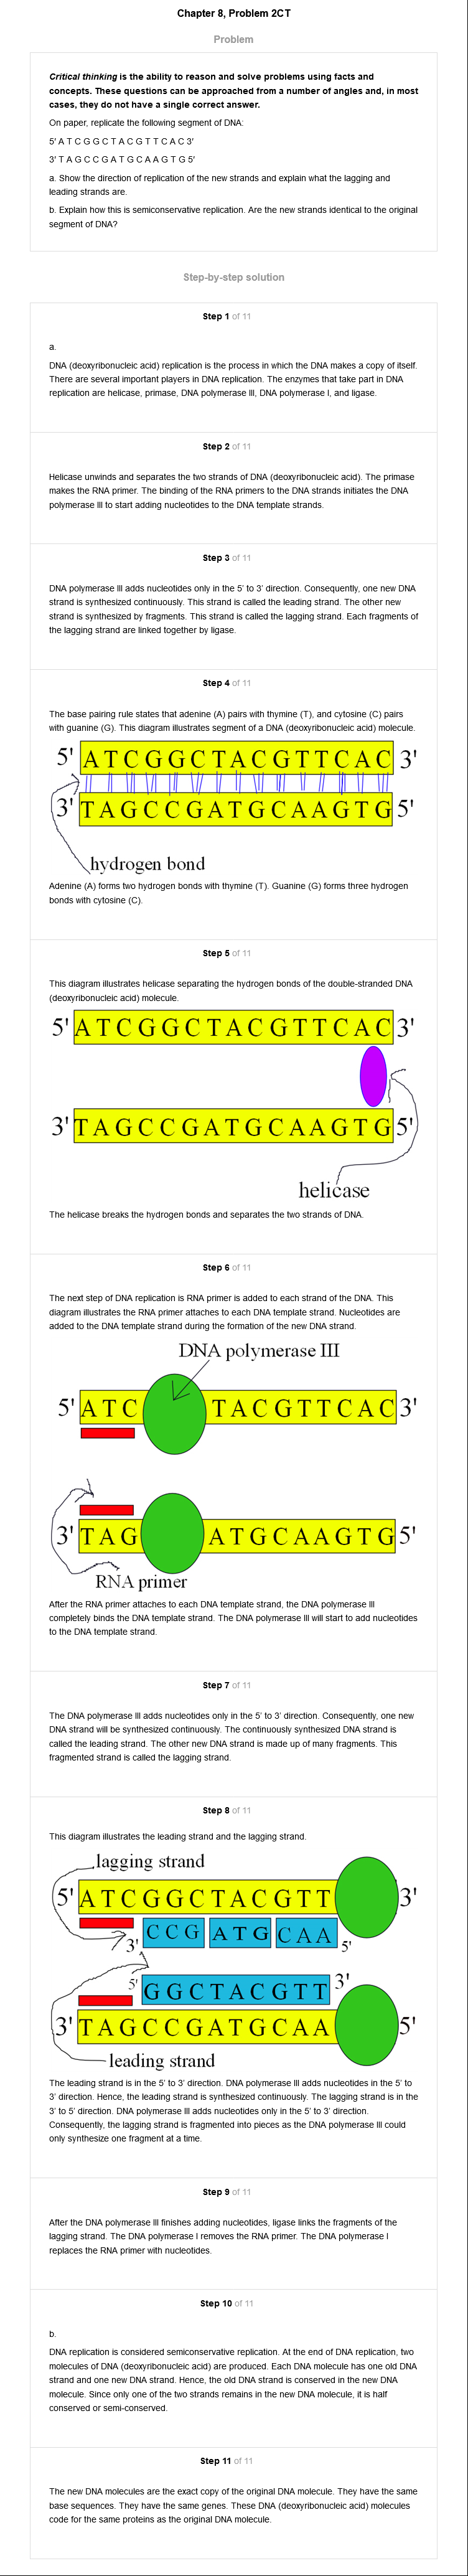 Chapter 8, Problem 2CT
Problem
Critical thinking is the ability to reason and solve problems using facts and
concepts. These questions can be approached from a number of angles and, in most
cases, they do not have a single correct answer.
On paper, replicate the following segment of DNA:
5′ A T C G G C T A C G T T C A C 3′
3′ T A G C C G A T G C A A G T G 5′
a. Show the direction of replication of the new strands and explain what the lagging and
leading strands are.
b. Explain how this is semiconservative replication. Are the new strands identical to the original
segment of DNA?
Step-by-step solution
Step 1 of 11
a.
DNA (deoxyribonucleic acid) replication is the process in which the DNA makes a copy of itself.
There are several important players in DNA replication. The enzymes that take part in DNA
replication are helicase, primase, DNA polymerase III, DNA polymerase I, and ligase.
Step 2 of 11
Helicase unwinds and separates the two strands of DNA (deoxyribonucleic acid). The primase
makes the RNA primer. The binding of the RNA primers to the DNA strands initiates the DNA
polymerase III to start adding nucleotides to the DNA template strands.
Step 3 of 11
DNA polymerase III adds nucleotides only in the 5' to 3' direction. Consequently, one new DNA
strand is synthesized continuously. This strand is called the leading strand. The other new
strand is synthesized by fragments. This strand is called the lagging strand. Each fragments of
the lagging strand are linked together by ligase.
Step 4 of 11
The base pairing rule states that adenine (A) pairs with thymine (T), and cytosine (C) pairs
with guanine (G). This diagram illustrates segment of a DNA (deoxyribonucleic acid) molecule.
5' A T C G G C T A C G T T C A C 3'
3' T A G C C G A T G C A A G T G 5'
hydrogen bond
Adenine (A) forms two hydrogen bonds with thymine (T). Guanine (G) forms three hydrogen
bonds with cytosine (C).
Step 5 of 11
This diagram illustrates helicase separating the hydrogen bonds of the double-stranded DNA
(deoxyribonucleic acid) molecule.
5' A T C G G C T A C G T T C A C 3'
3' T A G C C G A T G C A A G T G 5'
helicase
The helicase breaks the hydrogen bonds and separates the two strands of DNA.
Step 6 of 11
The next step of DNA replication is RNA primer is added to each strand of the DNA. This
diagram illustrates the RNA primer attaches to each DNA template strand. Nucleotides are
added to the DNA template strand during the formation of the new DNA strand.
DNA polymerase III
5' A T C T A C G T T C A C 3'
3' T A G A T G C A A G T G 5'
RNA primer
After the RNA primer attaches to each DNA template strand, the DNA polymerase III
completely binds the DNA template strand. The DNA polymerase III will start to add nucleotides
to the DNA template strand.
Step 7 of 11
The DNA polymerase III adds nucleotides only in the 5' to 3' direction. Consequently, one new
DNA strand will be synthesized continuously. The continuously synthesized DNA strand is
called the leading strand. The other new DNA strand is made up of many fragments. This
fragmented strand is called the lagging strand.
Step 8 of 11
This diagram illustrates the leading strand and the lagging strand.
lagging strand
5' A T C G G C T A C G T T 3'
3' C C G A T G C A A 5'
5' G G C T A C G T T 3'
3' T A G C C G A T G C A A 5'
leading strand
The leading strand is in the 5' to 3' direction. DNA polymerase III adds nucleotides in the 5' to
3' direction. Hence, the leading strand is synthesized continuously. The lagging strand is in the
3' to 5' direction. DNA polymerase III adds nucleotides only in the 5' to 3' direction.
Consequently, the lagging strand is fragmented into pieces as the DNA polymerase III could
only synthesize one fragment at a time.
Step 9 of 11
After the DNA polymerase III finishes adding nucleotides, ligase links the fragments of the
lagging strand. The DNA polymerase I removes the RNA primer. The DNA polymerase I
replaces the RNA primer with nucleotides.
Step 10 of 11
b.
DNA replication is considered semiconservative replication. At the end of DNA replication, two
molecules of DNA (deoxyribonucleic acid) are produced. Each DNA molecule has one old DNA
strand and one new DNA strand. Hence, the old DNA strand is conserved in the new DNA
molecule. Since only one of the two strands remains in the new DNA molecule, it is half
conserved or semi-conserved.
Step 11 of 11
The new DNA molecules are the exact copy of the original DNA molecule. They have the same
base sequences. They have the same genes. These DNA (deoxyribonucleic acid) molecules
code for the same proteins as the original DNA molecule.